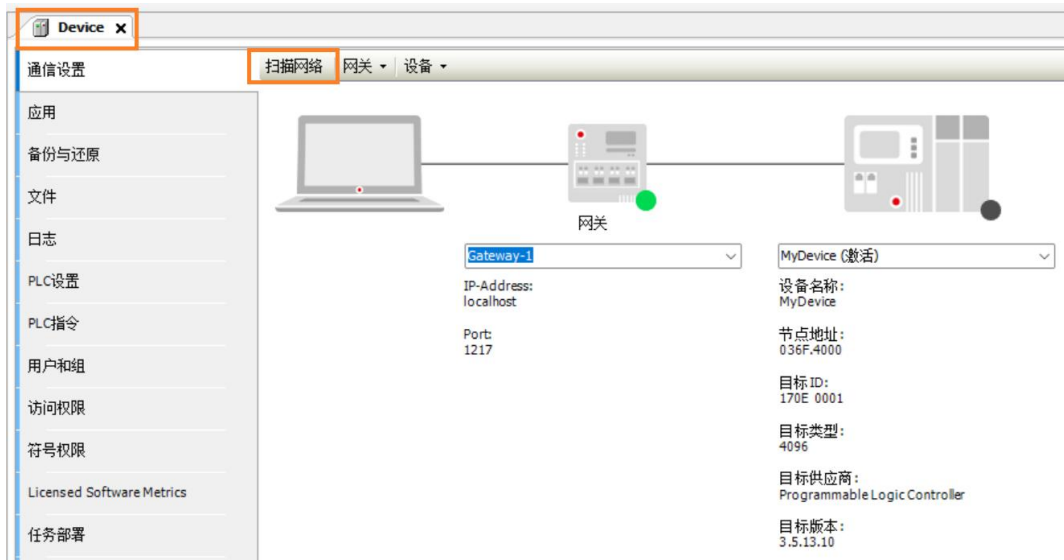 Device
通信设置
应用
备份与还原
文件
日志
PLC设置
PLC指令
用户和组
访问权限
符号权限
Licensed Software Metrics
任务部署
扫描网络 网关 设备
网关
Gateway-1
IP-Address:
localhost
Port:
1217
MyDevice (激活)
设备名称:
MyDevice
节点地址:
036F.4000
目标ID:
170E 0001
目标类型:
4096
目标供应商:
Programmable Logic Controller
目标版本:
3.5.13.10